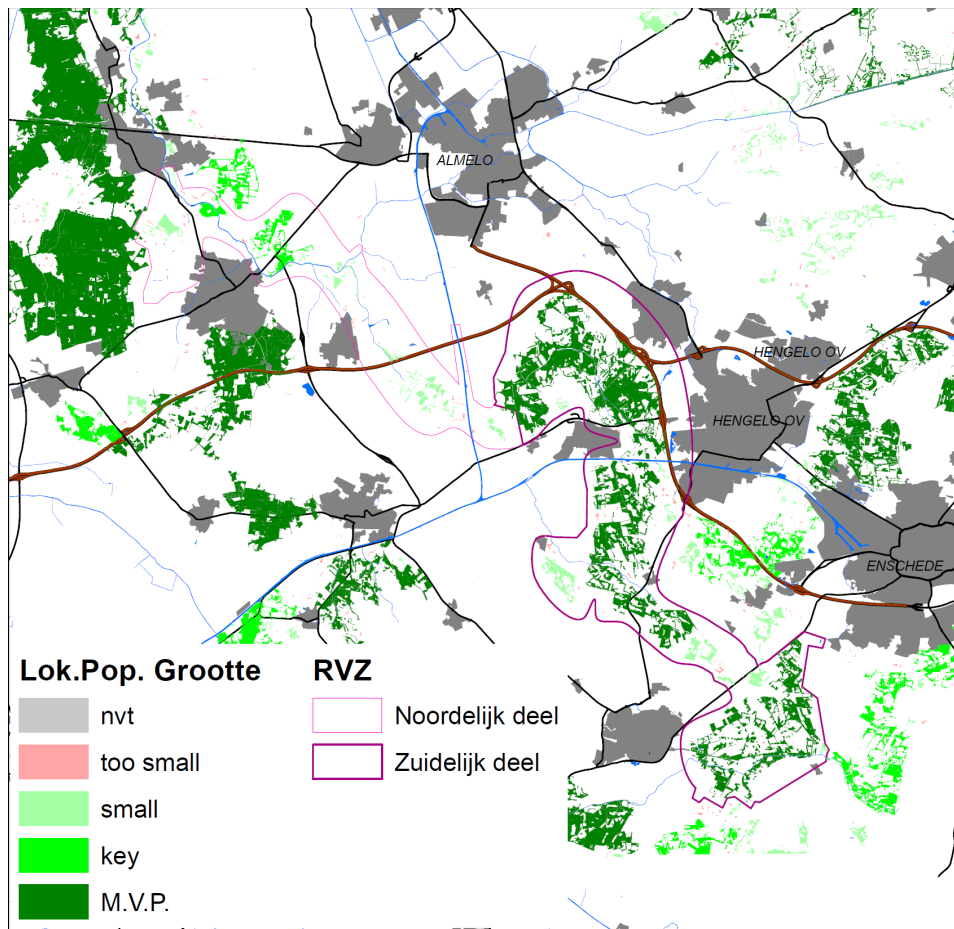 ALMELO
HENGELO OV
HENGELO OV
ENSCHEDE
Lok.Pop. Grootte
nvt
too small
small
key
M.V.P.
RVZ
Noordelijk deel
Zuidelijk deel